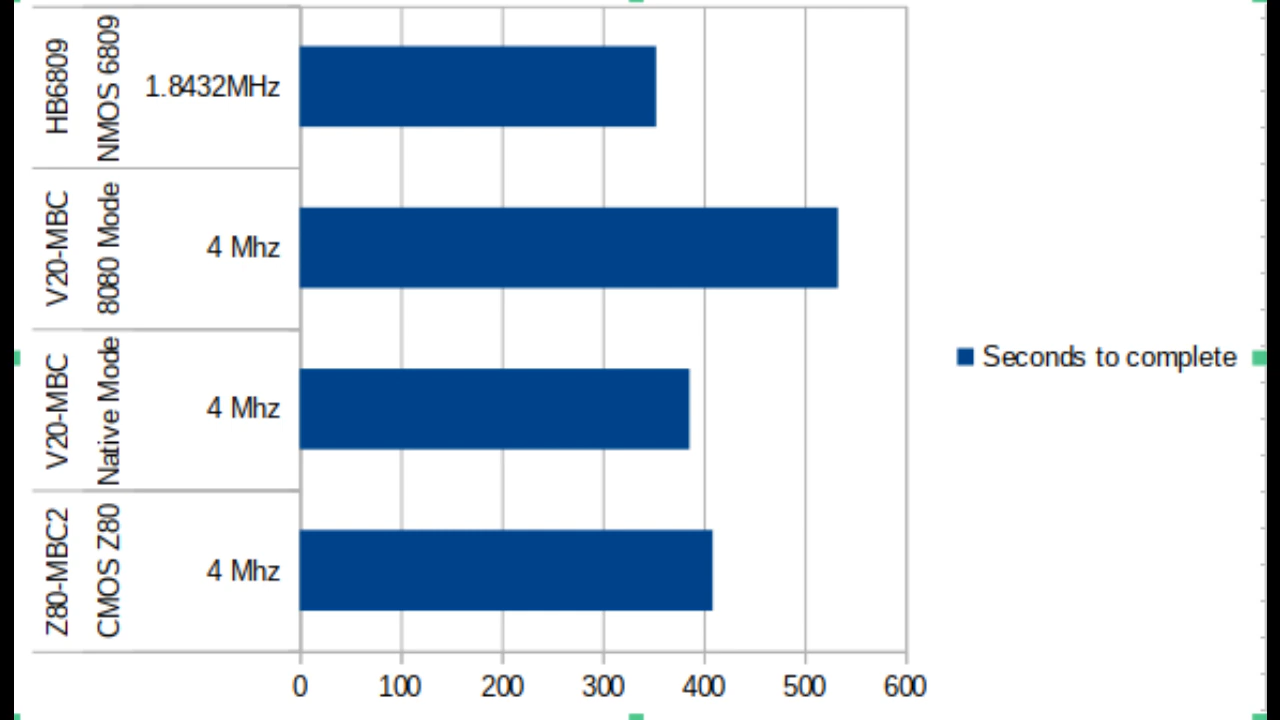 HB6809
NMOS 6809
1.8432MHz
V20-MBC
8080 Mode
4 Mhz
V20-MBC
Native Mode
4 Mhz
Z80-MBC2
CMOS Z80
4 Mhz
Seconds to complete
0 100 200 300 400 500 600